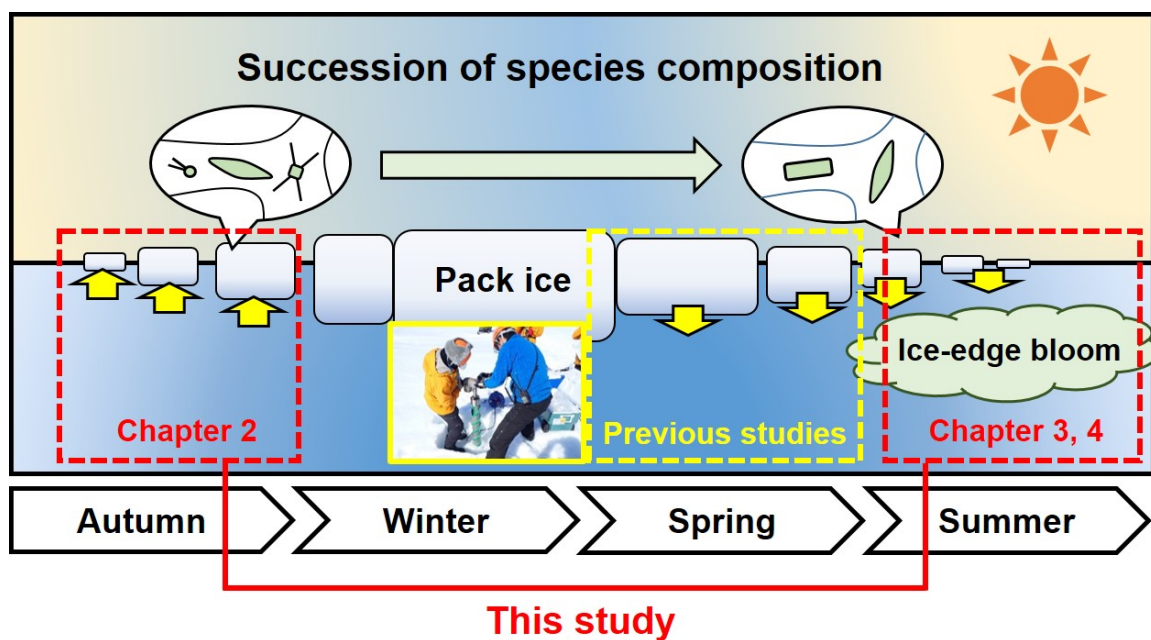 Succession of species composition
Pack ice
Ice-edge bloom
Chapter 2
Previous studies
Chapter 3, 4
Autumn
Winter
Spring
Summer
This study